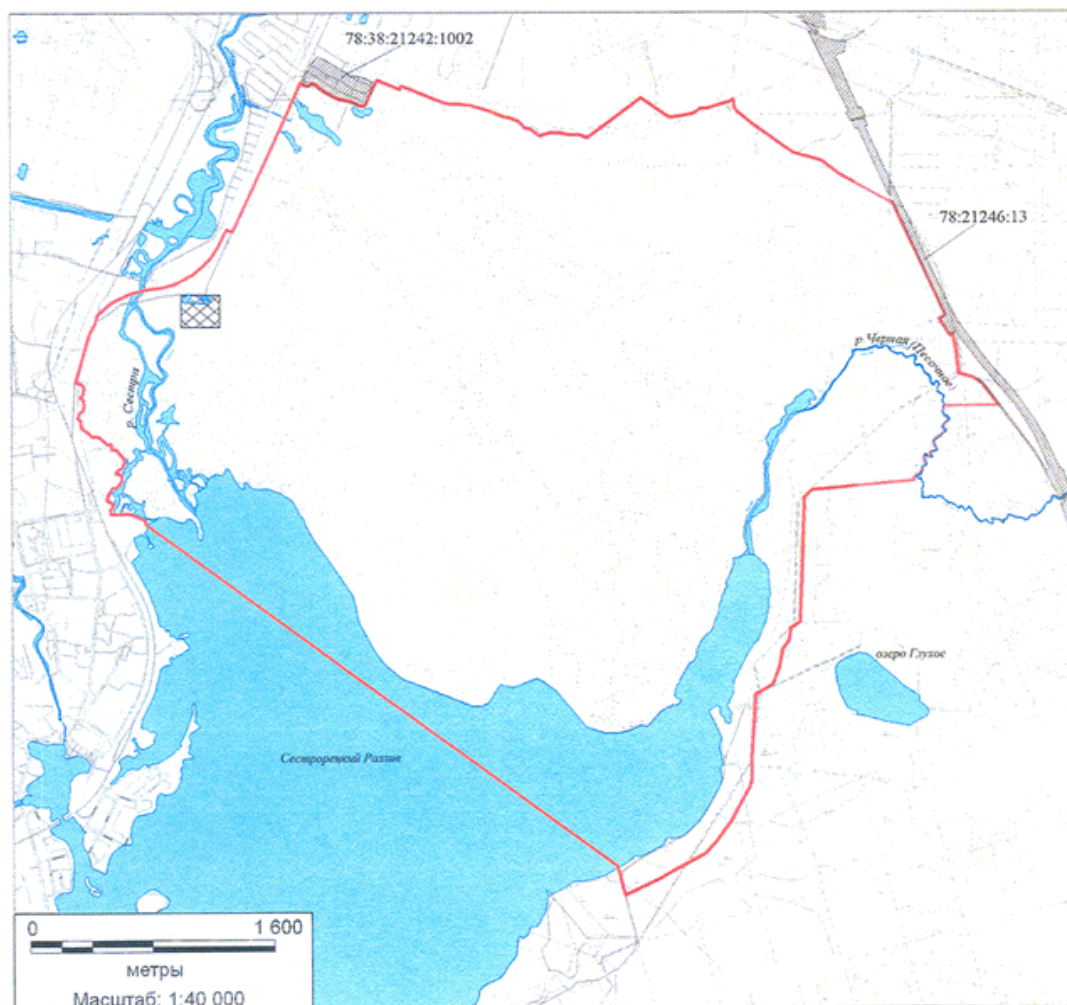 78:38:21242:1002
78:21246:13
р. Черная (Песочное)
р. Сестра
озеро Глухое
Сестрорецкий Разлив
0 1 600
метры
Масштаб: 1:40 000